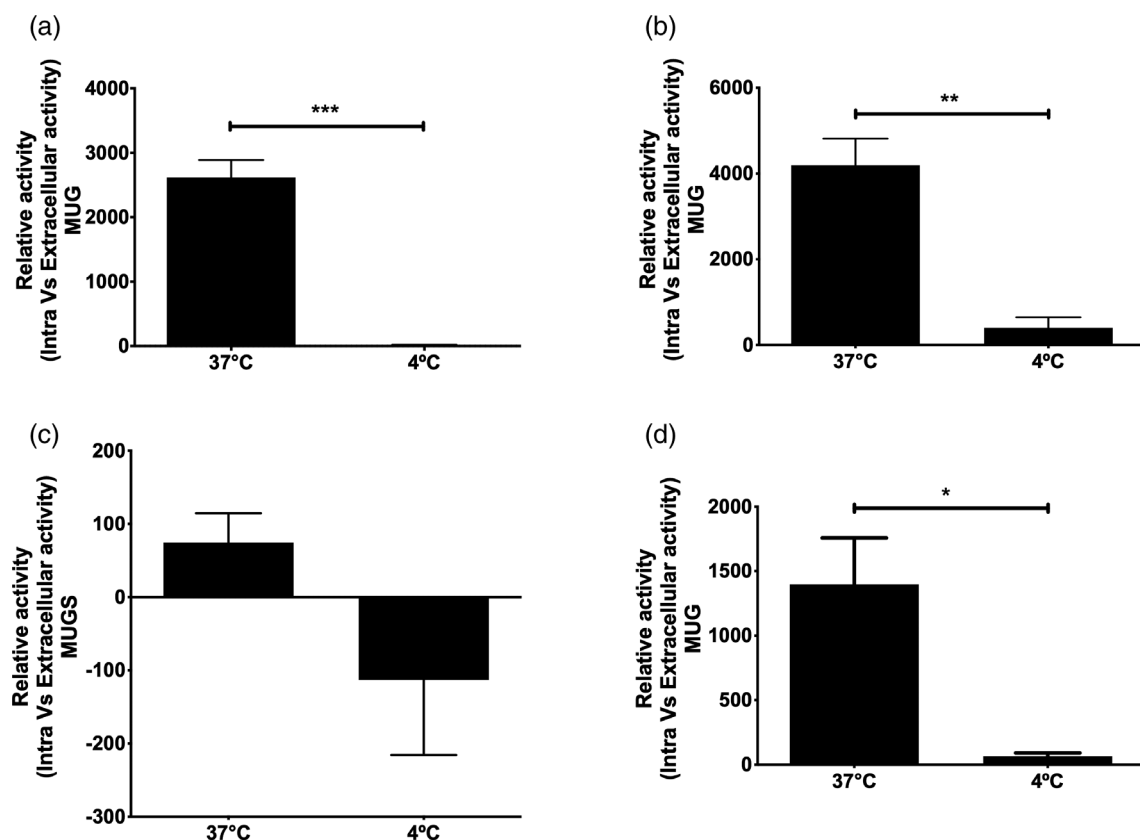 (a)
Relative activity
(Intra Vs Extracellular activity)
MUG
4000
3000
2000
1000
0
***
37°C
4ºC
(b)
Relative activity
(Intra Vs Extracellular activity)
MUG
6000
4000
2000
0
**
37°C
4ºC
(c)
Relative activity
(Intra Vs Extracellular activity)
MUGS
200
100
0
-100
-200
-300
37°C
4ºC
(d)
Relative activity
(Intra Vs Extracellular activity)
MUG
2000
1500
1000
500
0
*
37°C
4ºC